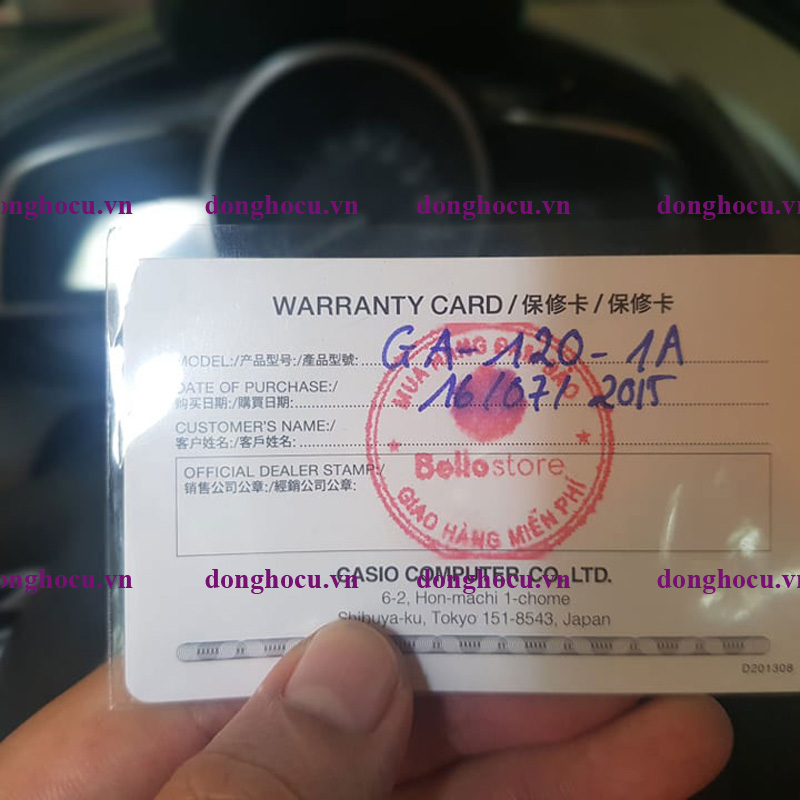 donghocu.vn donghocu.vn donghocu.vn
WARRANTY CARD / 保修卡 / 保修卡
MODEL:/产品型号:/產品型號: GA-120-1A
DATE OF PURCHASE:/
购买日期:/購買日期: 16/07/2015
CUSTOMER'S NAME:/
客户姓名:/客戶姓名:
OFFICIAL DEALER STAMP:/
销售公司公章:/經銷公司公章:
MUA HÀNG
Bellostore
GIAO HÀNG MIỄN PHÍ
CASIO COMPUTER CO., LTD.
donghocu.vn donghocu.vn donghocu.vn
6-2, Hon-machi 1-chome
Shibuya-ku, Tokyo 151-8543, Japan
D201308